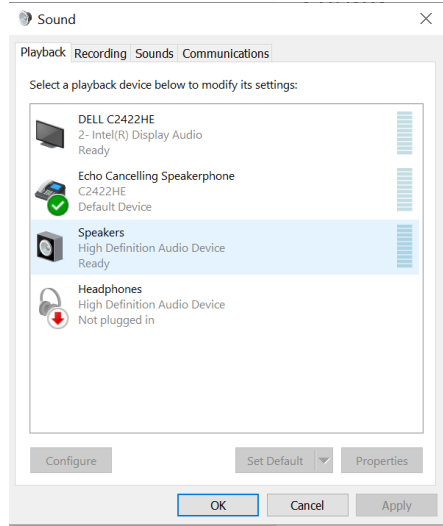 Sound
Playback Recording Sounds Communications
Select a playback device below to modify its settings:
DELL C2422HE
2- Intel(R) Display Audio
Ready
Echo Cancelling Speakerphone
C2422HE
Default Device
Speakers
High Definition Audio Device
Ready
Headphones
High Definition Audio Device
Not plugged in
Configure Set Default Properties
OK Cancel Apply